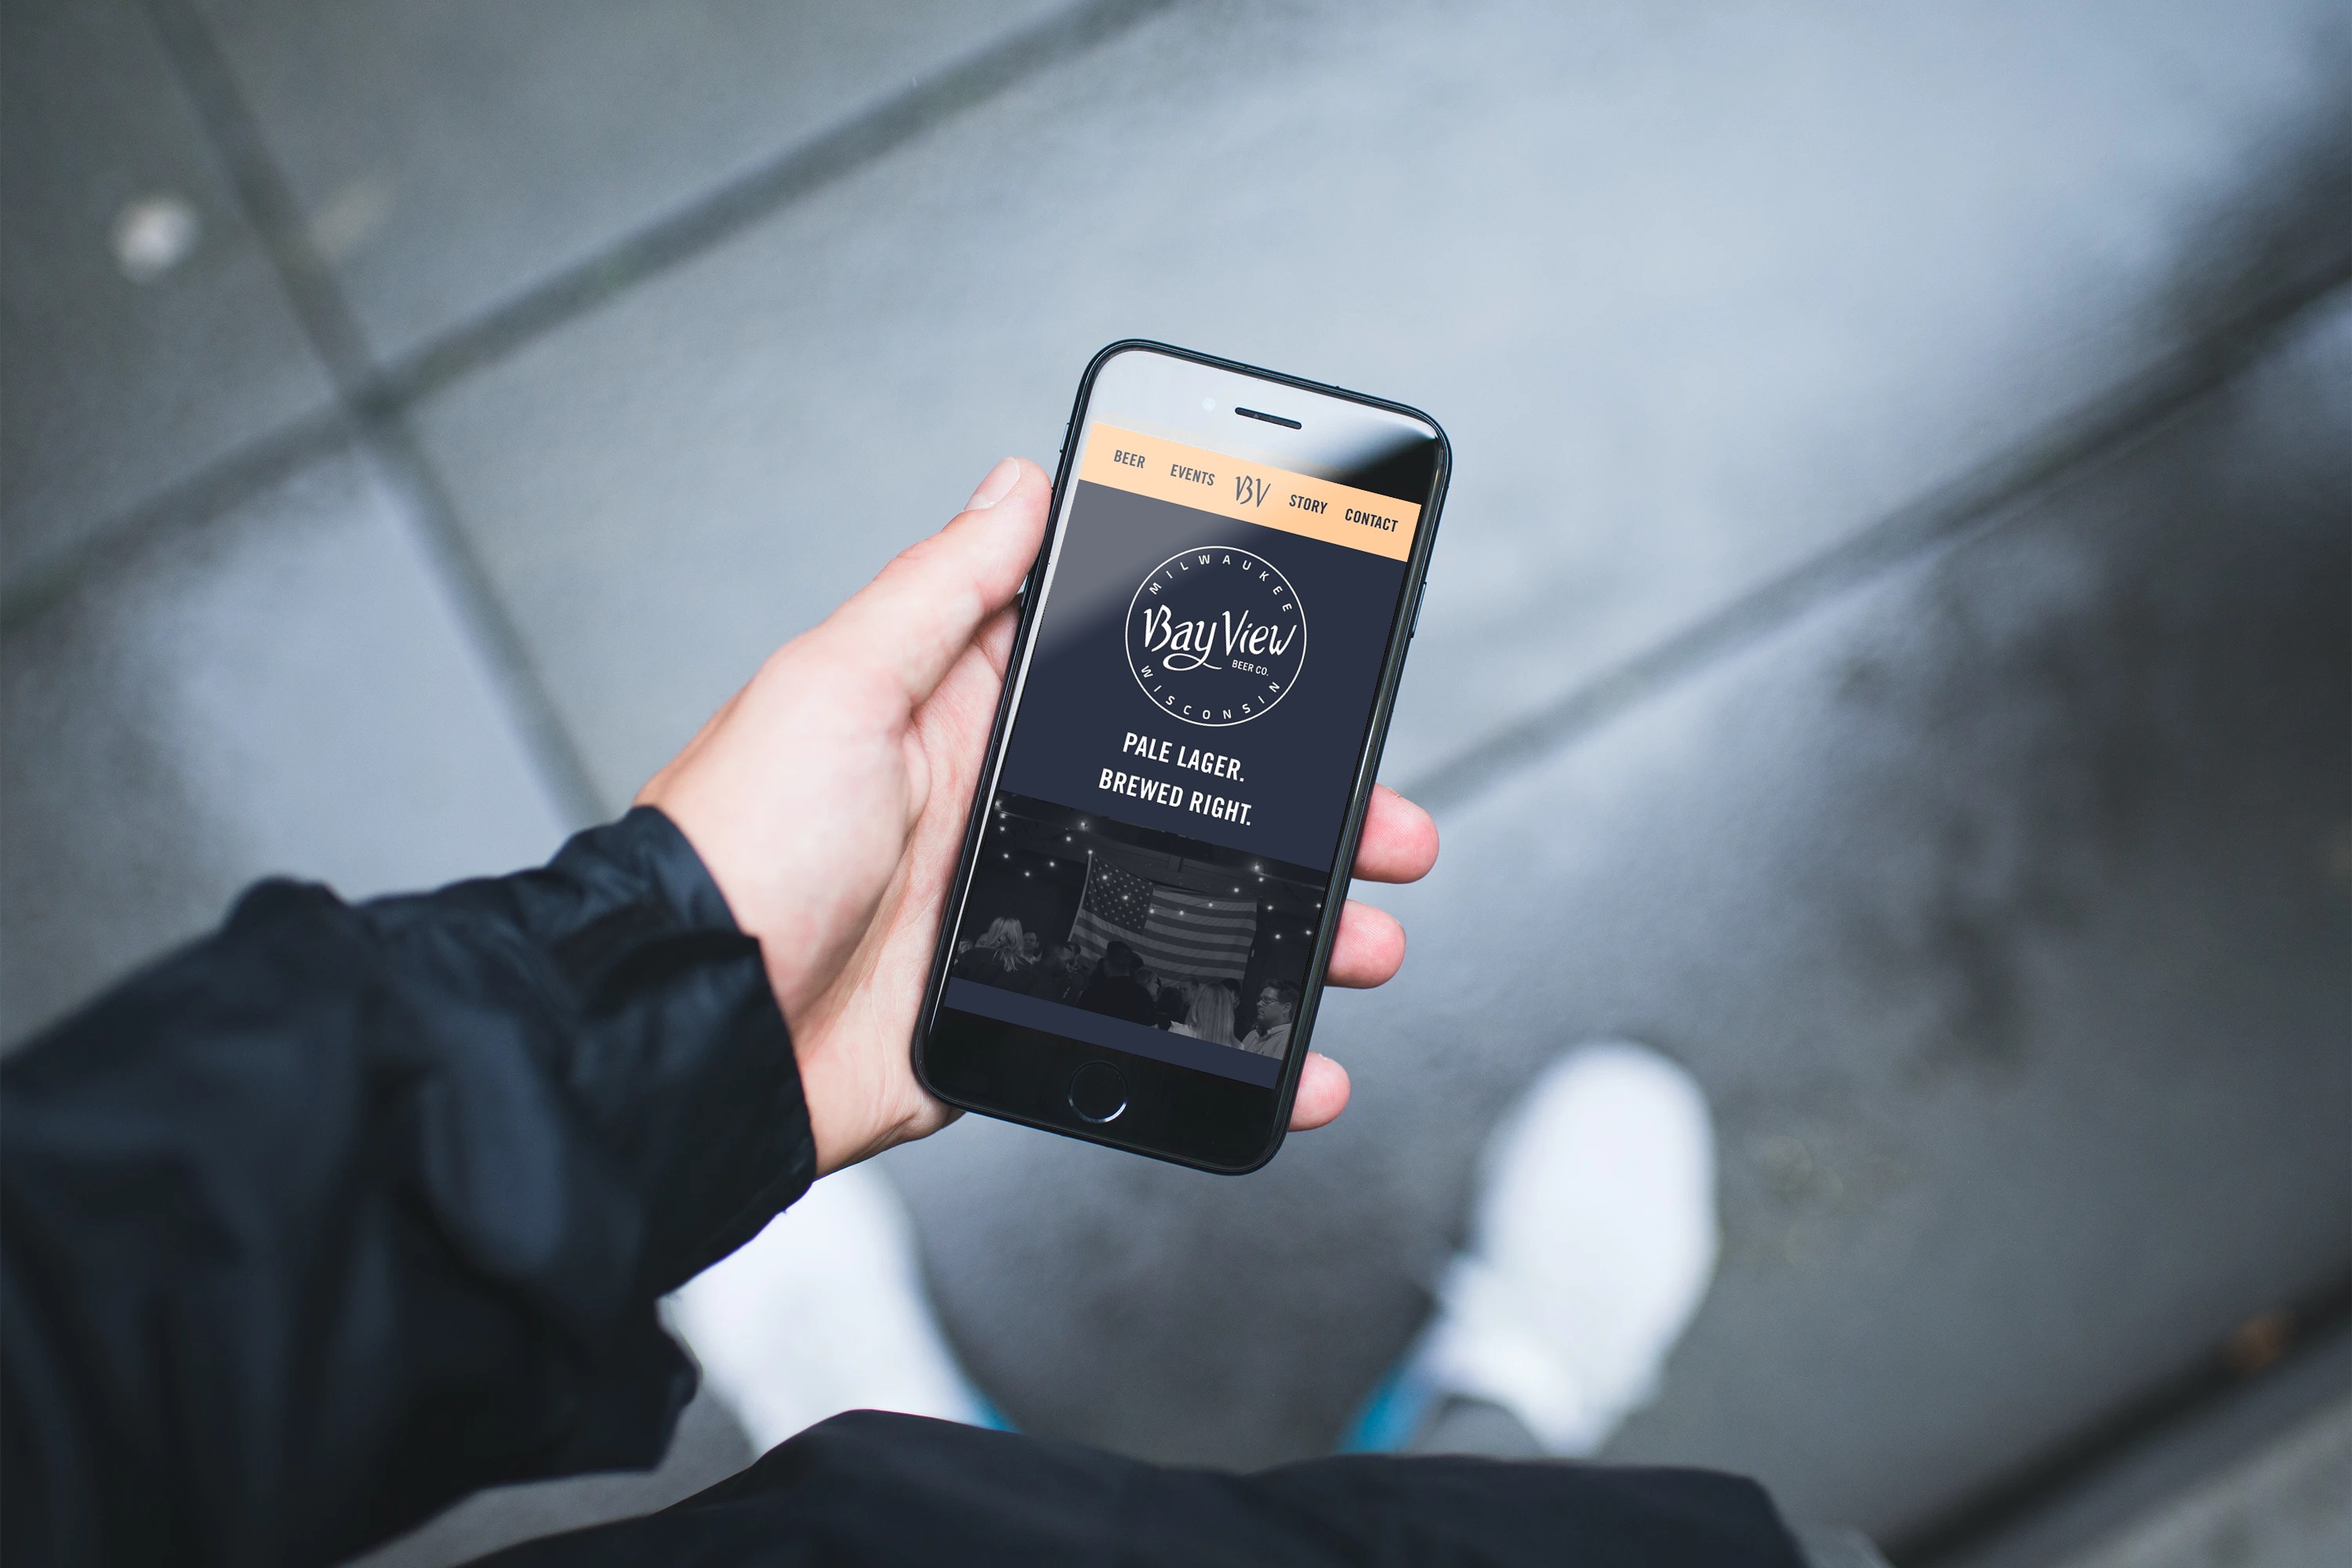 BEER EVENTS BV STORY CONTACT
MILWAUKEE
Bay View
BEER CO.
WISCONSIN
PALE LAGER.
BREWED RIGHT.